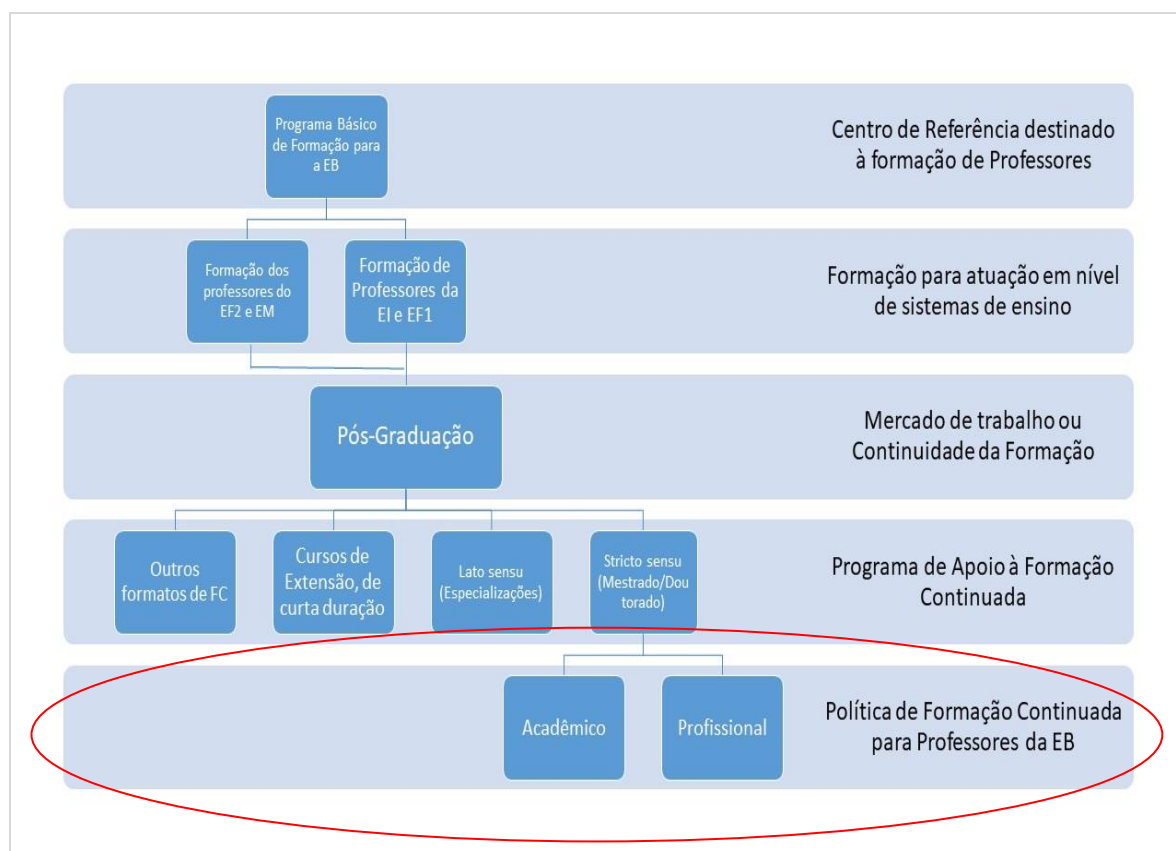 Programa Básico
de Formação para
a EB
Centro de Referência destinado
à formação de Professores
Formação dos
professores do
EF2 e EM
Formação de
Professores da
EI e EF1
Formação para atuação em nível
de sistemas de ensino
Pós-Graduação
Mercado de trabalho ou
Continuidade da Formação
Outros
formatos de FC
Cursos de
Extensão, de
curta duração
Lato sensu
(Especializações)
Stricto sensu
(Mestrado/Dou
torado)
Programa de Apoio à Formação
Continuada
Acadêmico
Profissional
Política de Formação Continuada
para Professores da EB